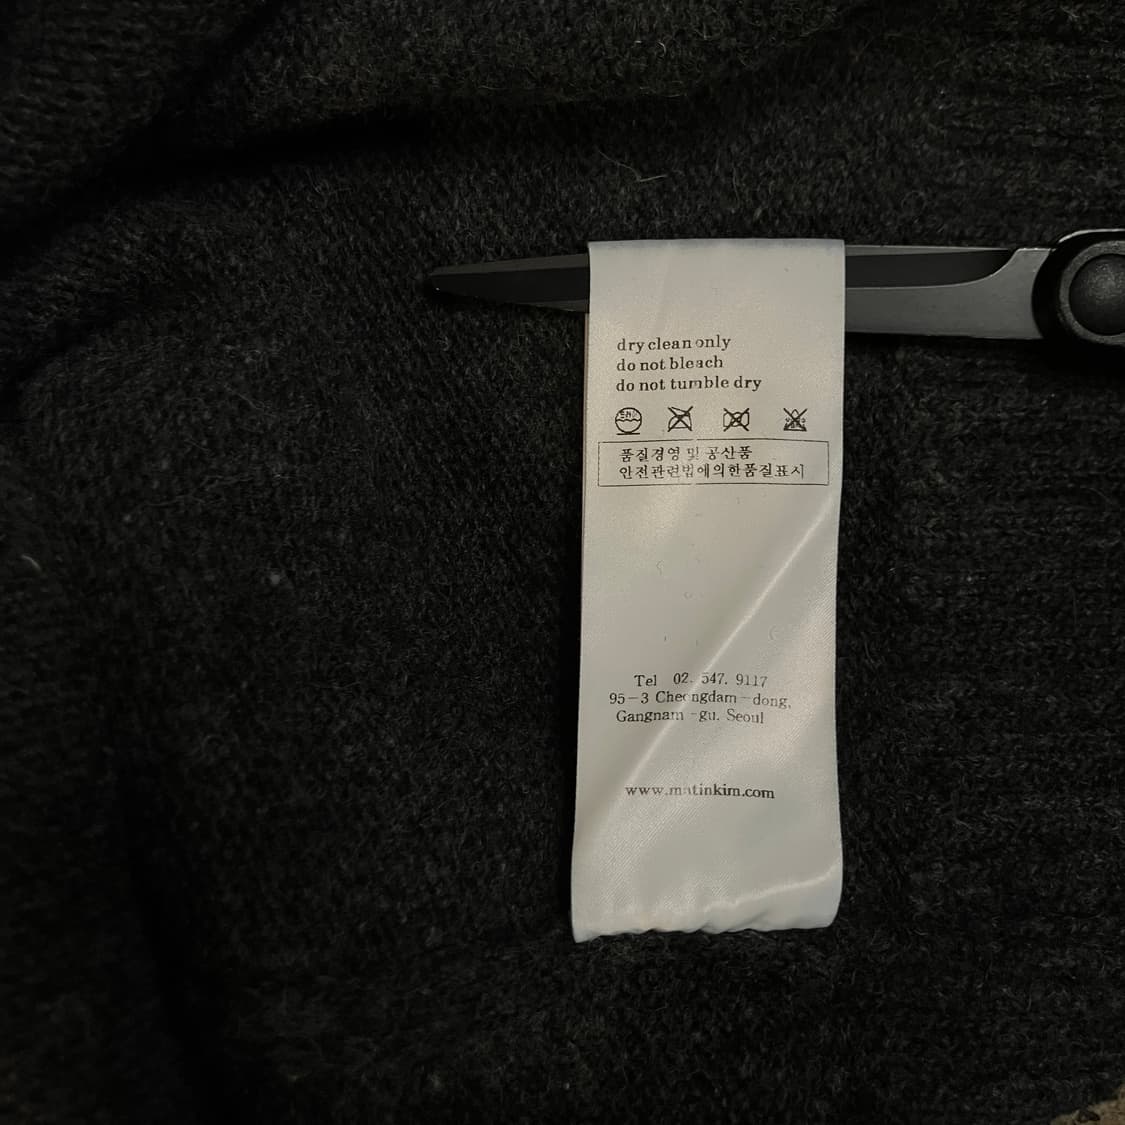 dry clean only
do not bleach
do not tumble dry
품질경영 및 공산품
안전관련법에의한품질표시
Tel 02. 547. 9117
95-3 Cheongdam-dong,
Gangnam-gu. Seoul
www.matinkim.com